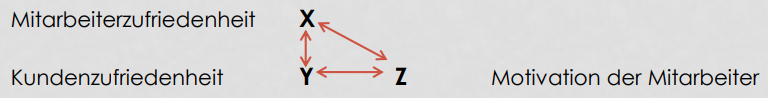 Mitarbeiterzufriedenheit X
Kundenzufriedenheit Y Z Motivation der Mitarbeiter